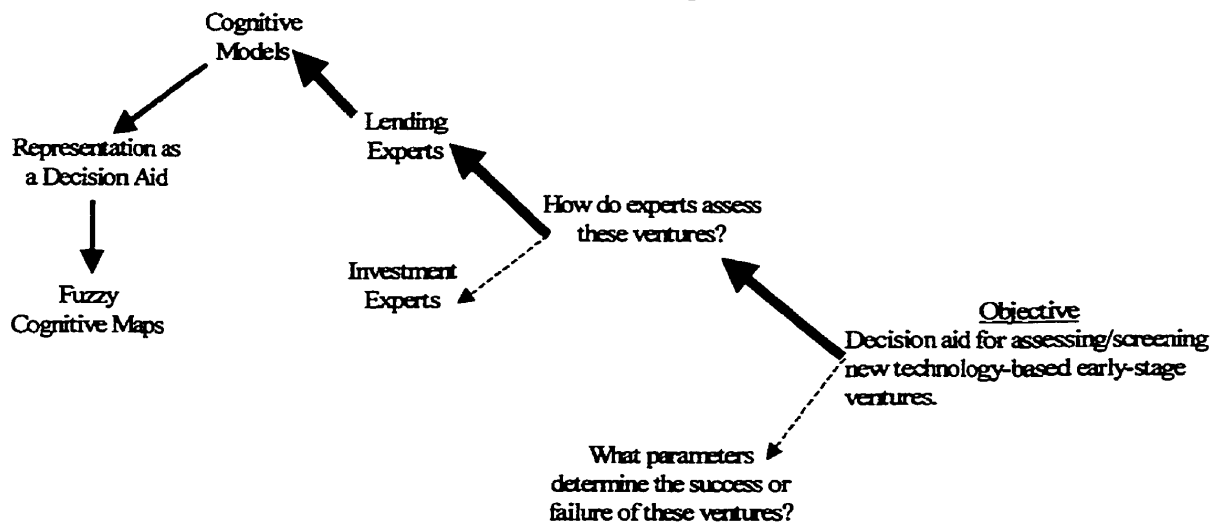 Cognitive
Models
Lending
Experts
Representation as
a Decision Aid
How do experts assess
these ventures?
Investment
Experts
Fuzzy
Cognitive Maps
Objective
Decision aid for assessing/screening
new technology-based early-stage
ventures.
What parameters
determine the success or
failure of these ventures?